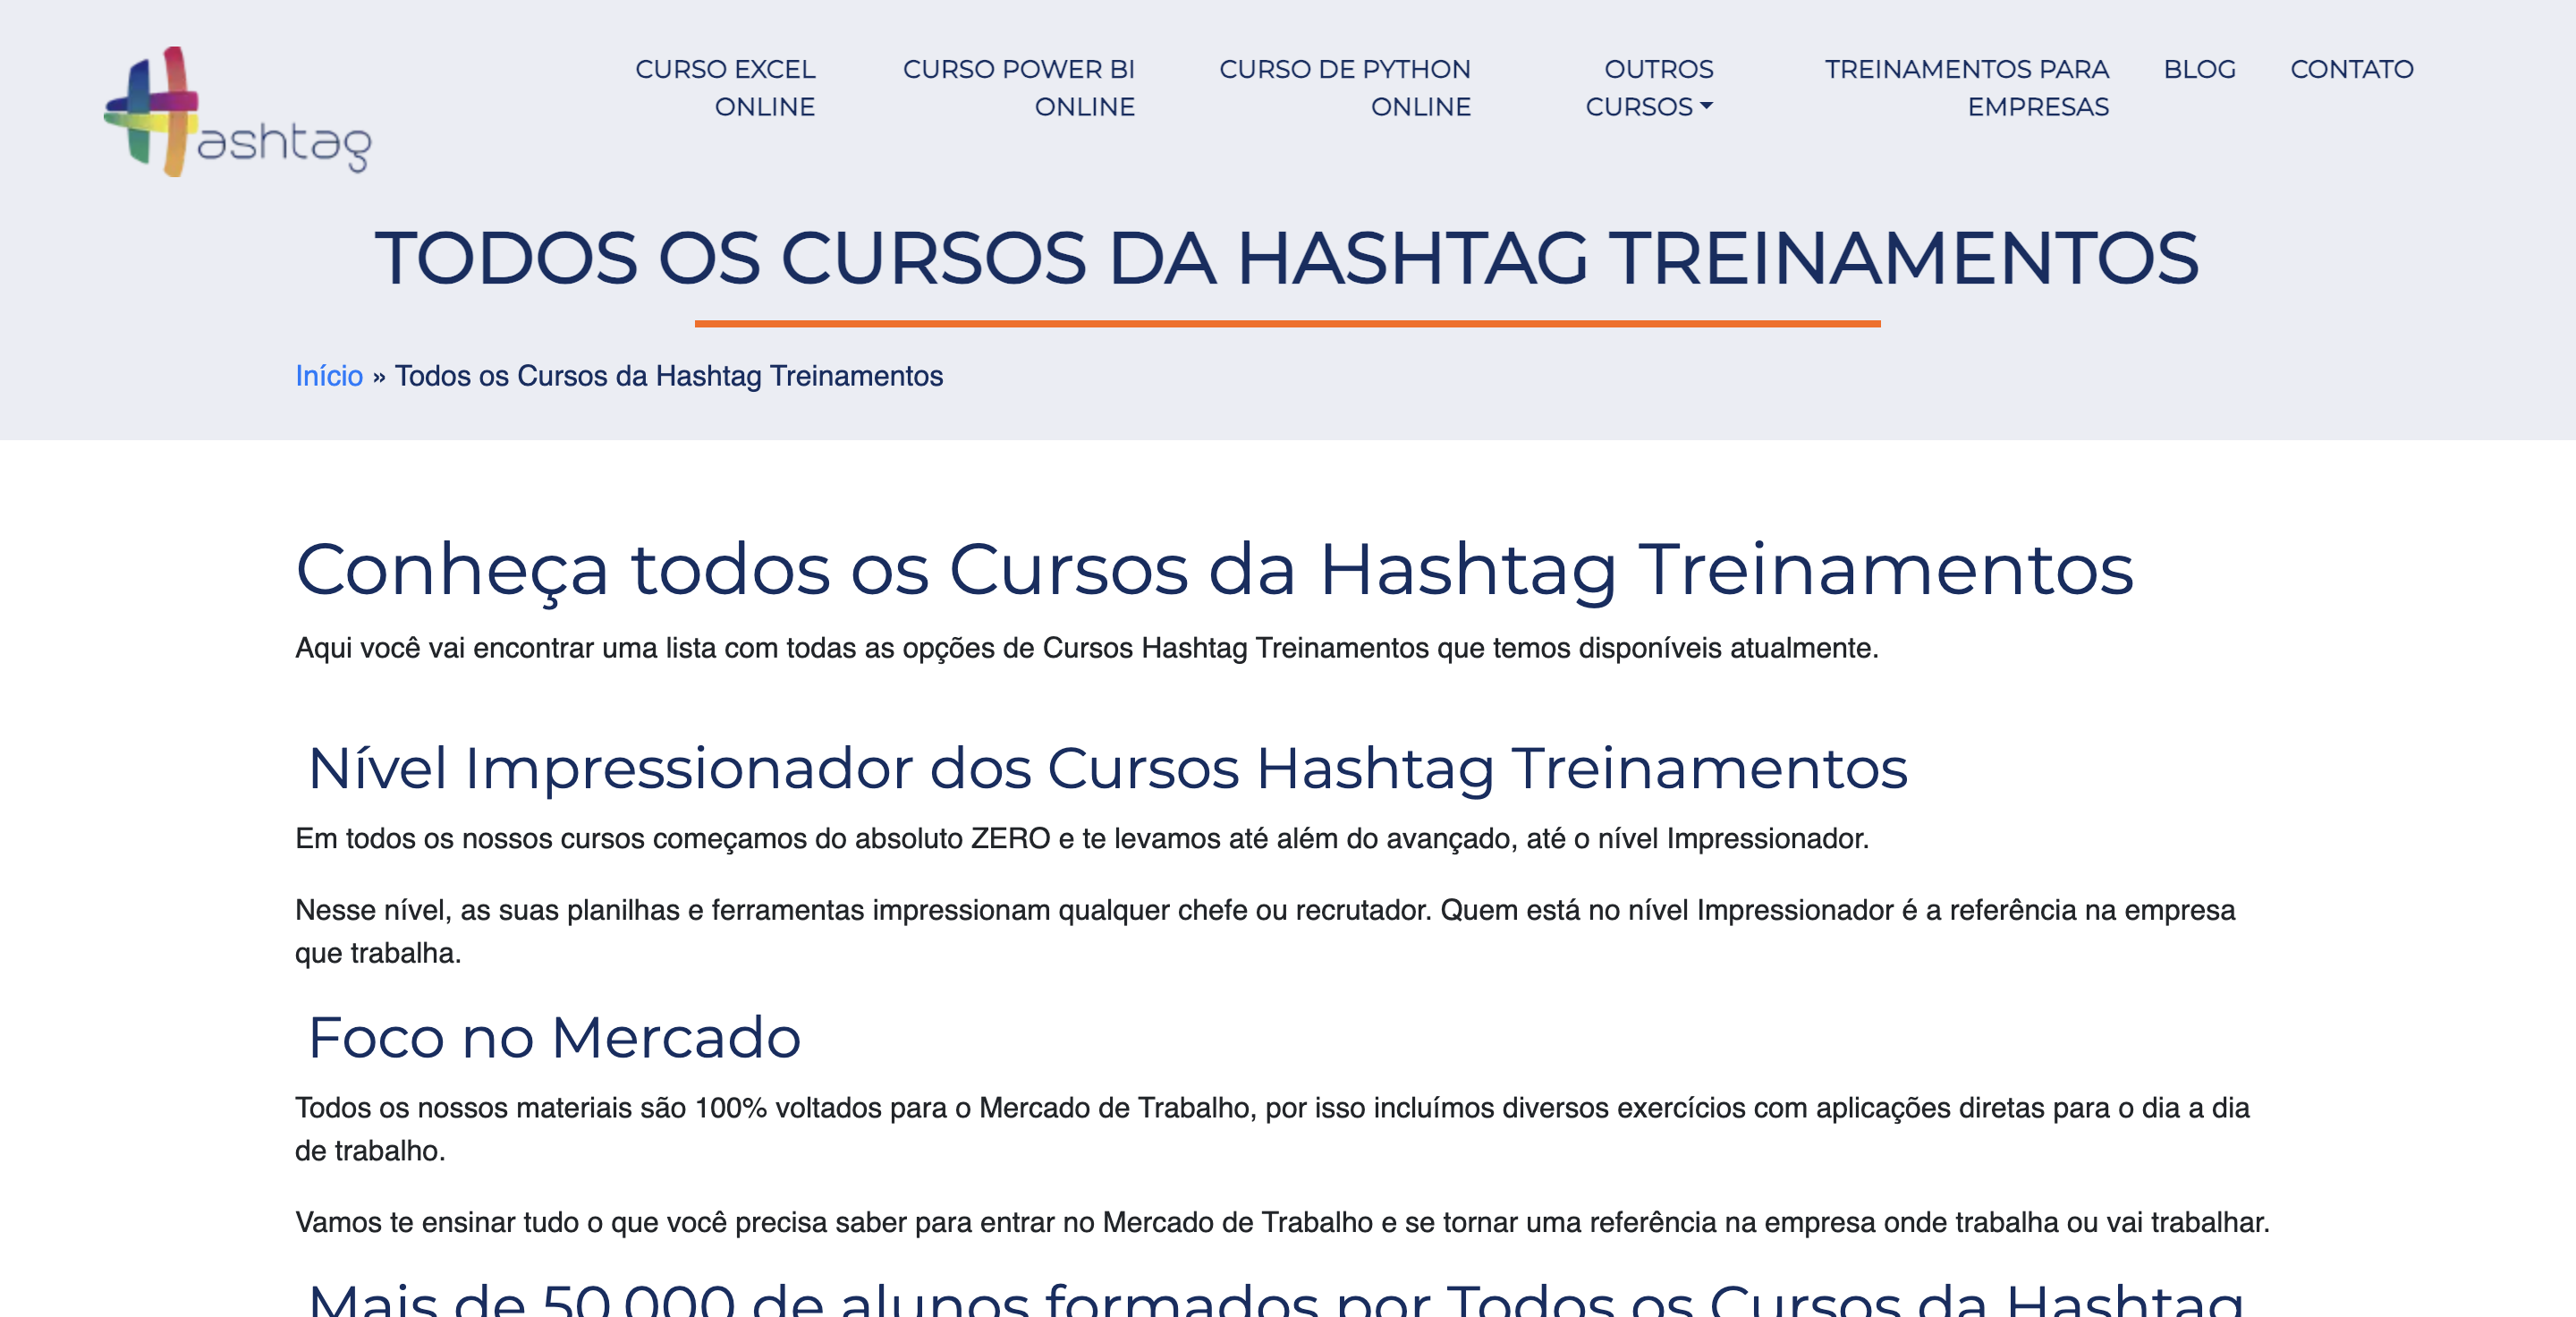 Hashtag
CURSO EXCEL
ONLINE
CURSO POWER BI
ONLINE
CURSO DE PYTHON
ONLINE
OUTROS
CURSOS
TREINAMENTOS PARA
EMPRESAS
BLOG
CONTATO
TODOS OS CURSOS DA HASHTAG TREINAMENTOS
Início » Todos os Cursos da Hashtag Treinamentos
Conheça todos os Cursos da Hashtag Treinamentos
Aqui você vai encontrar uma lista com todas as opções de Cursos Hashtag Treinamentos que temos disponíveis atualmente.
Nível Impressionador dos Cursos Hashtag Treinamentos
Em todos os nossos cursos começamos do absoluto ZERO e te levamos até além do avançado, até o nível Impressionador.
Nesse nível, as suas planilhas e ferramentas impressionam qualquer chefe ou recrutador. Quem está no nível Impressionador é a referência na empresa
que trabalha.
Foco no Mercado
Todos os nossos materiais são 100% voltados para o Mercado de Trabalho, por isso incluímos diversos exercícios com aplicações diretas para o dia a dia
de trabalho.
Vamos te ensinar tudo o que você precisa saber para entrar no Mercado de Trabalho e se tornar uma referência na empresa onde trabalha ou vai trabalhar.
Mais de 50.000 de alunos formados por Todos os Cursos da Hashtag